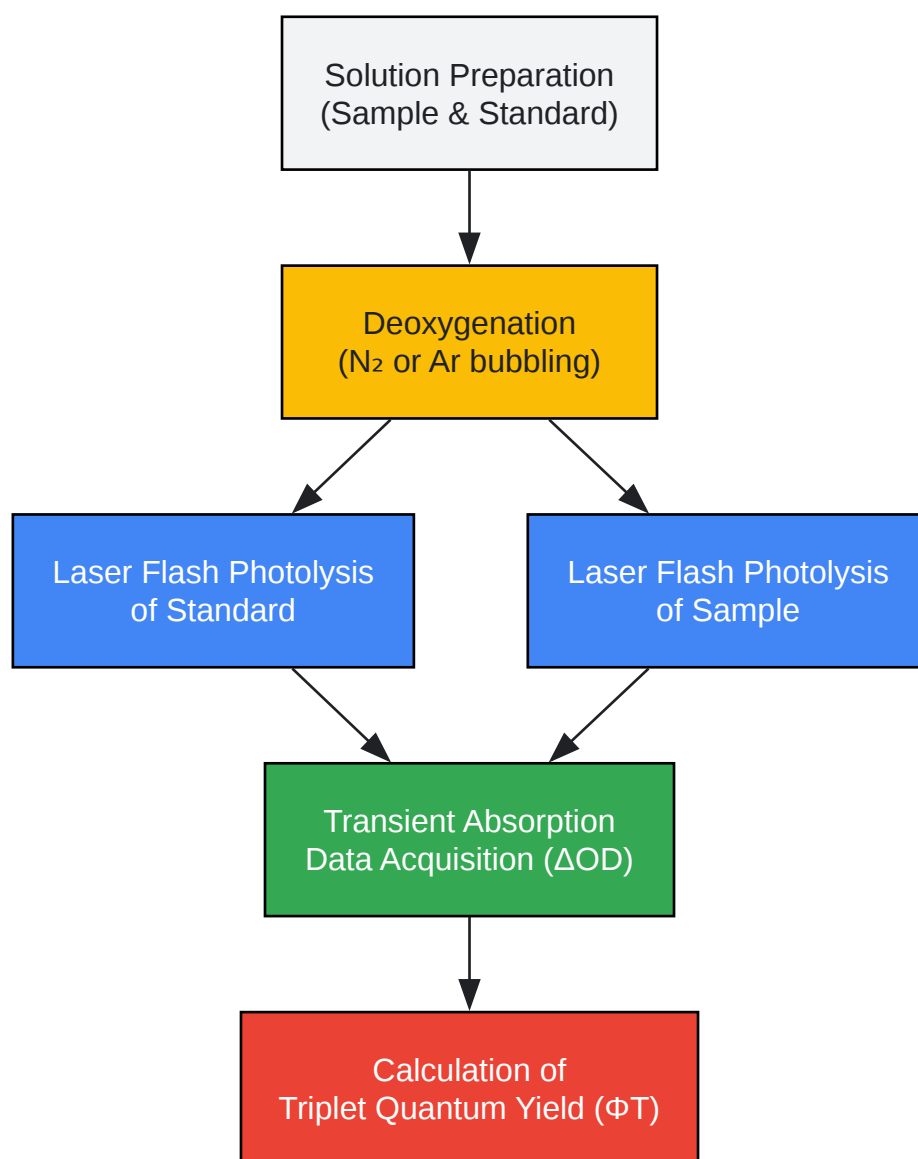 Solution Preparation
(Sample & Standard)
Deoxygenation
(N₂ or Ar bubbling)
Laser Flash Photolysis
of Standard
Laser Flash Photolysis
of Sample
Transient Absorption
Data Acquisition (ΔOD)
Calculation of
Triplet Quantum Yield (ΦT)